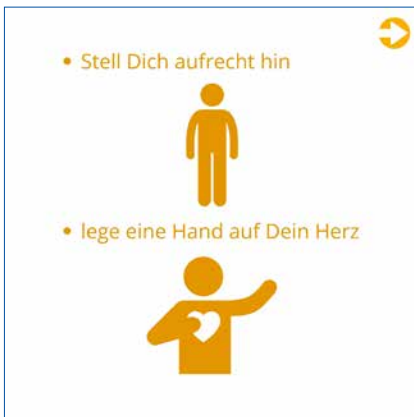 • Stell Dich aufrecht hin
• lege eine Hand auf Dein Herz